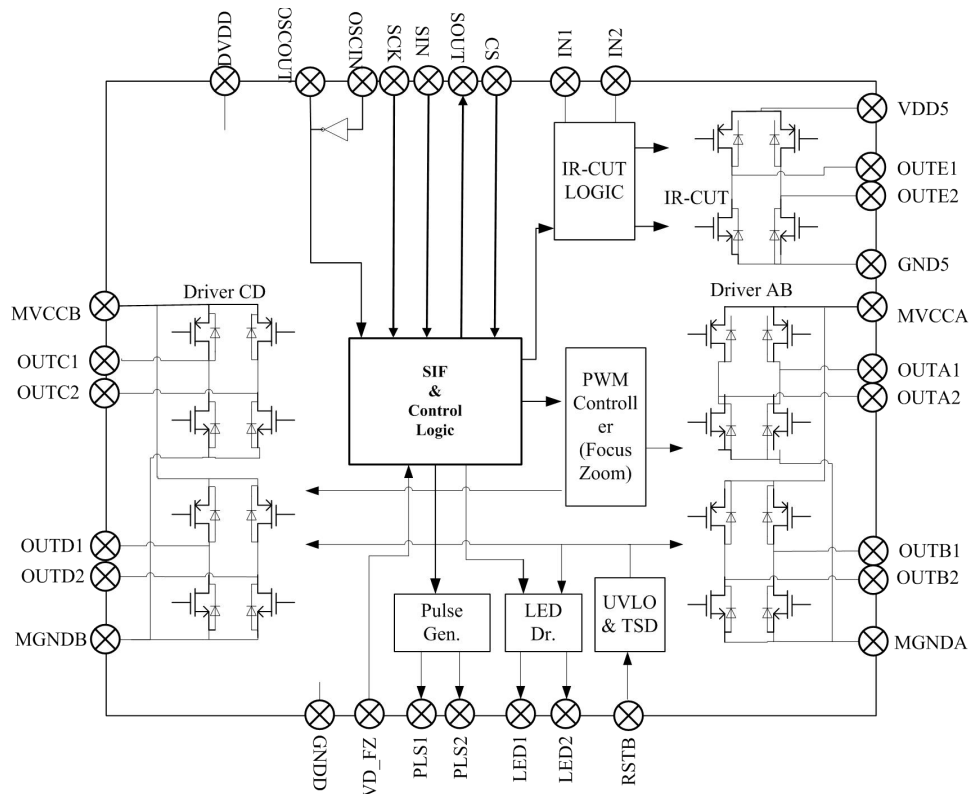 DVDD
OSCOUT
OSCIN
SCK
SIN
SOUT
CS
IN1
IN2
VDD5
OUTE1
OUTE2
GND5
IR-CUT
LOGIC
IR-CUT
Driver CD
Driver AB
MVCCB
OUTC1
OUTC2
OUTD1
OUTD2
MGNDB
MVCCA
OUTA1
OUTA2
OUTB1
OUTB2
MGNDA
SIF
&
Control
Logic
PWM
Controll
er
(Focus
Zoom)
Pulse
Gen.
LED
Dr.
UVLO
& TSD
GNDD
VD_FZ
PLS1
PLS2
LED1
LED2
RSTB